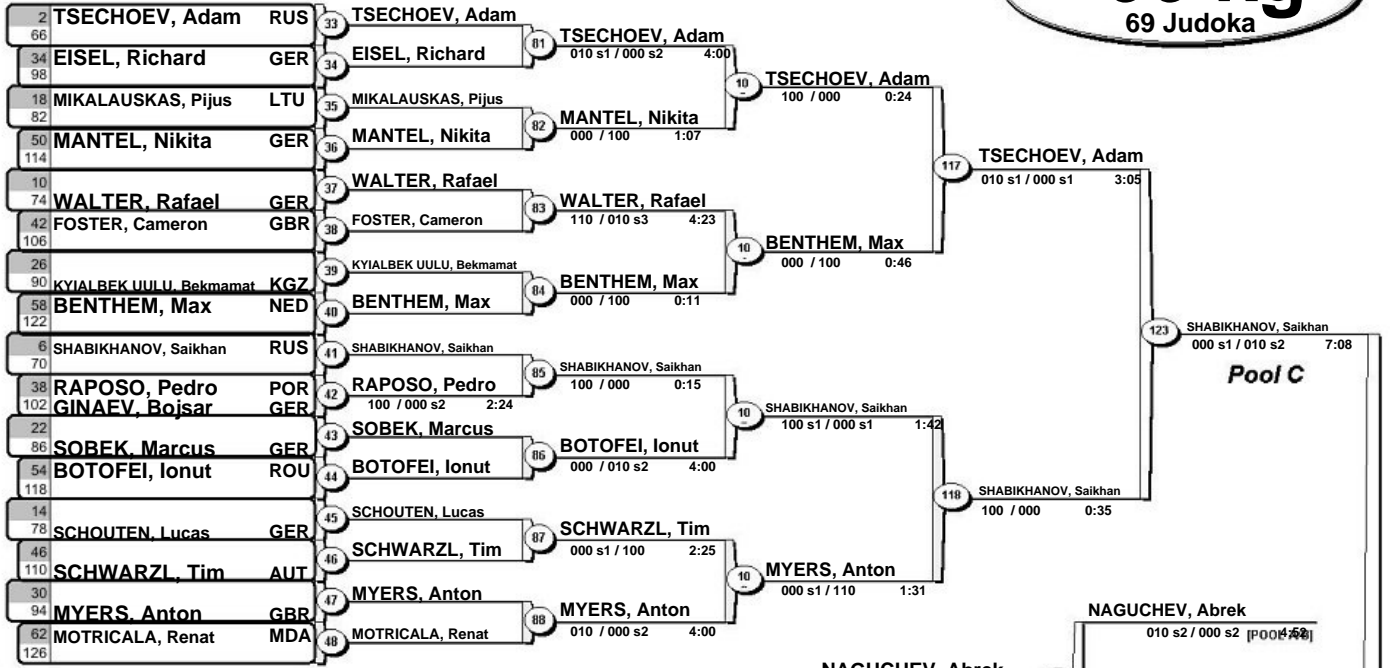 69 Judoka
2 TSECHOEV, Adam RUS
66
34 EISEL, Richard GER
98
18 MIKALAUSKAS, Pijus LTU
82
50 MANTEL, Nikita GER
114
10
74 WALTER, Rafael GER
42 FOSTER, Cameron GBR
106
26
90 KYIALBEK UULU, Bekmamat KGZ
58 BENTHEM, Max NED
122
6 SHABIKHANOV, Saikhan RUS
70
38 RAPOSO, Pedro POR
102 GINAEV, Bojsar GER
22
86 SOBEK, Marcus GER
54 BOTOFEI, Ionut ROU
118
14
78 SCHOUTEN, Lucas GER
46
110 SCHWARZL, Tim AUT
30
94 MYERS, Anton GBR
62 MOTRICALA, Renat MDA
126
33 TSECHOEV, Adam
34 EISEL, Richard
35 MIKALAUSKAS, Pijus
36 MANTEL, Nikita
37 WALTER, Rafael
38 FOSTER, Cameron
39 KYIALBEK UULU, Bekmamat
40 BENTHEM, Max
41 SHABIKHANOV, Saikhan
42 RAPOSO, Pedro
100 / 000 s2 2:24
43 SOBEK, Marcus
44 BOTOFEI, Ionut
45 SCHOUTEN, Lucas
46 SCHWARZL, Tim
47 MYERS, Anton
48 MOTRICALA, Renat
81 TSECHOEV, Adam
010 s1 / 000 s2 4:00
82 MANTEL, Nikita
000 / 100 1:07
83 WALTER, Rafael
110 / 010 s3 4:23
84 BENTHEM, Max
000 / 100 0:11
85 SHABIKHANOV, Saikhan
100 / 000 0:15
86 BOTOFEI, Ionut
000 / 010 s2 4:00
87 SCHWARZL, Tim
000 s1 / 100 2:25
88 MYERS, Anton
010 / 000 s2 4:00
10 TSECHOEV, Adam
100 / 000 0:24
10 BENTHEM, Max
000 / 100 0:46
10 SHABIKHANOV, Saikhan
100 s1 / 000 s1 1:42
10 MYERS, Anton
000 s1 / 110 1:31
117 TSECHOEV, Adam
010 s1 / 000 s1 3:05
118 SHABIKHANOV, Saikhan
100 / 000 0:35
123 SHABIKHANOV, Saikhan
000 s1 / 010 s2 7:08
Pool C
NAGUCHEV, Abrek
010 s2 / 000 s2 4:52